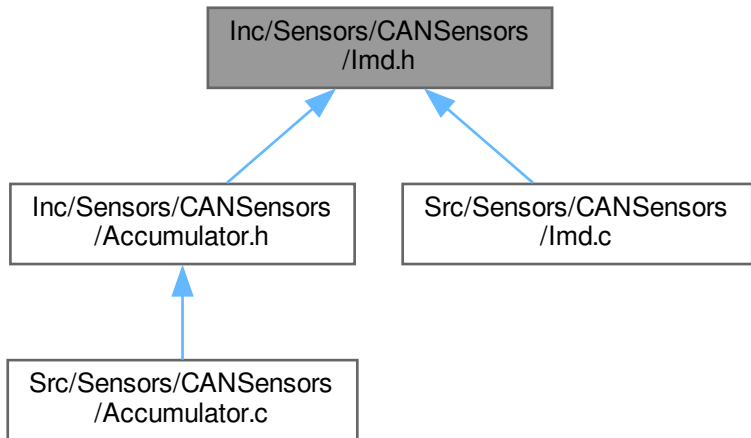 Inc/Sensors/CANSensors
/Imd.h
Inc/Sensors/CANSensors
/Accumulator.h
Src/Sensors/CANSensors
/Imd.c
Src/Sensors/CANSensors
/Accumulator.c